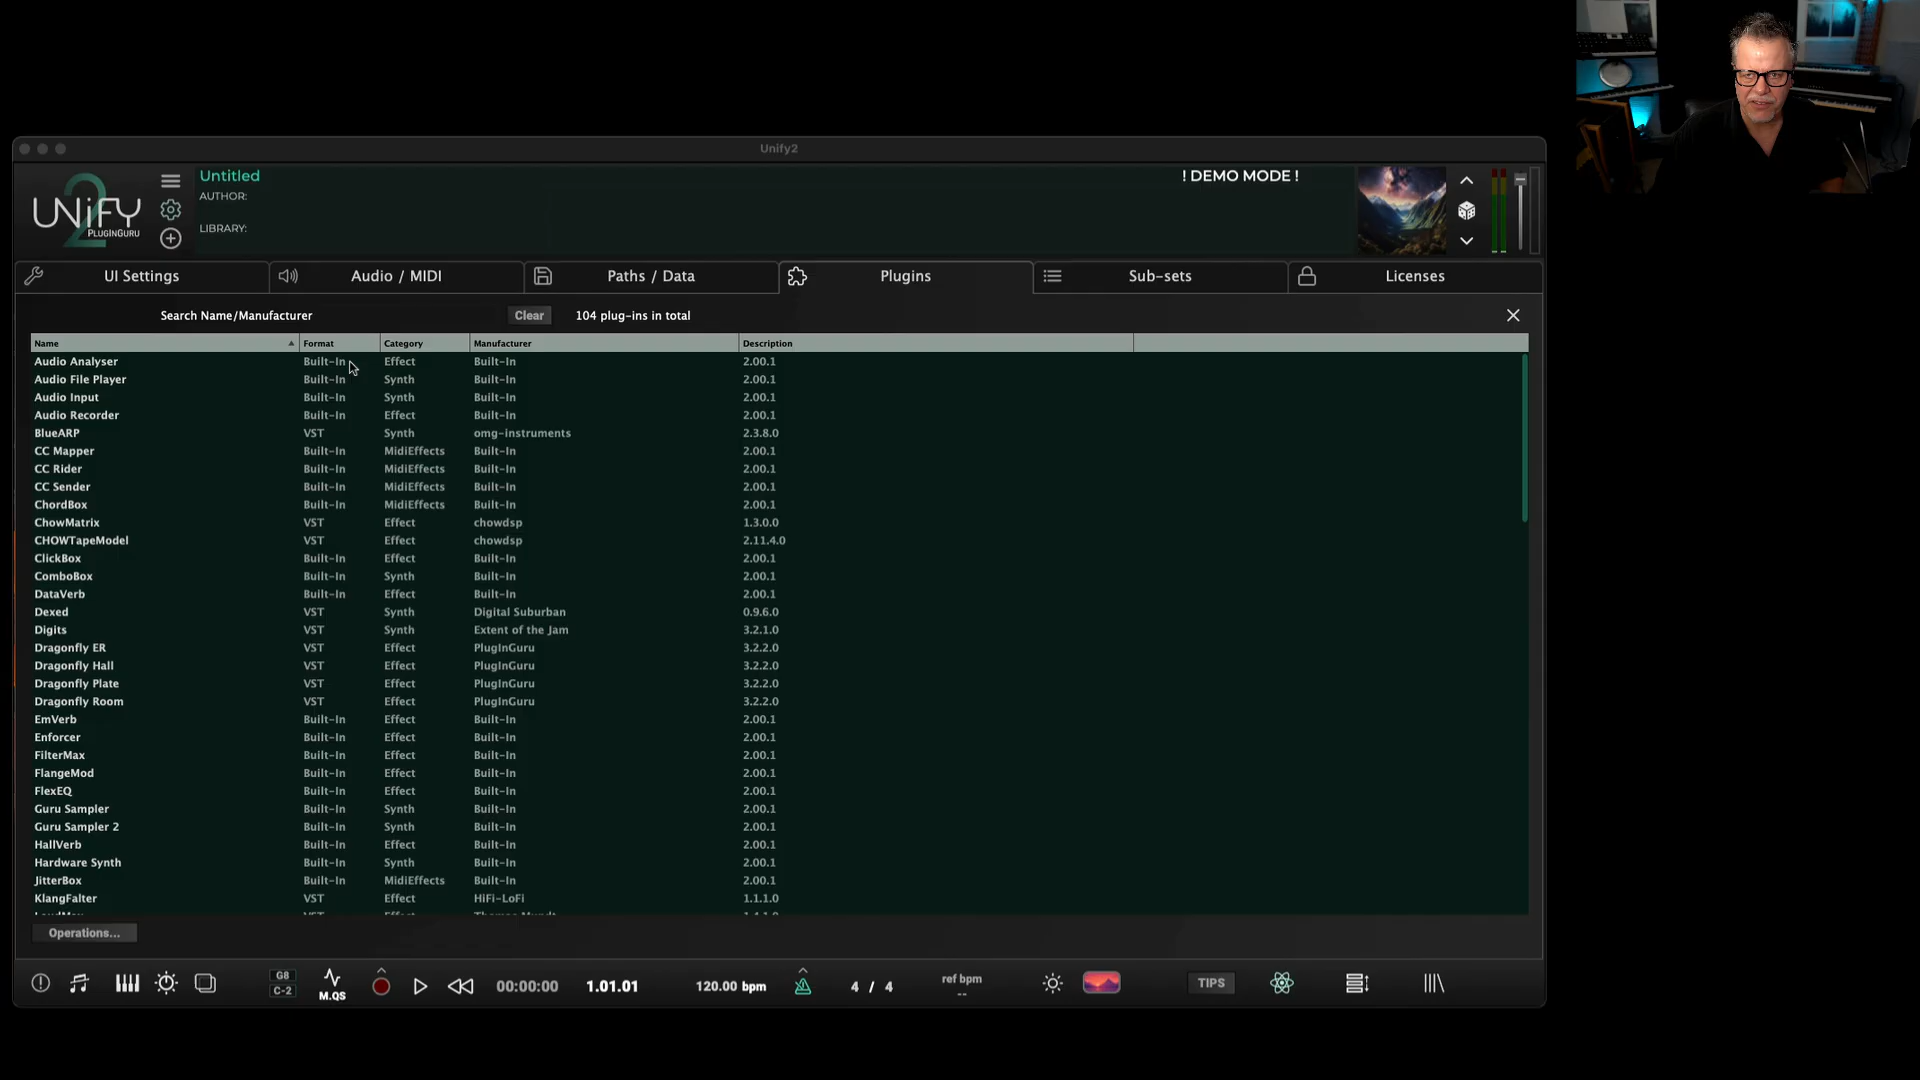 Unify2
UNIFY 2
PLUGINGURU
Untitled
AUTHOR:
LIBRARY:
! DEMO MODE !
UI Settings
Audio / MIDI
Paths / Data
Plugins
Sub-sets
Licenses
Search Name/Manufacturer Clear 104 plug-ins in total
Name Format Category Manufacturer Description
Audio Analyser Built-In Effect Built-In 2.00.1
Audio File Player Built-In Synth Built-In 2.00.1
Audio Input Built-In Synth Built-In 2.00.1
Audio Recorder Built-In Effect Built-In 2.00.1
BlueARP VST Synth omg-instruments 2.3.8.0
CC Mapper Built-In MidiEffects Built-In 2.00.1
CC Rider Built-In MidiEffects Built-In 2.00.1
CC Sender Built-In MidiEffects Built-In 2.00.1
ChordBox Built-In MidiEffects Built-In 2.00.1
ChowMatrix VST Effect chowdsp 1.3.0.0
CHOWTapeModel VST Effect chowdsp 2.11.4.0
ClickBox Built-In Effect Built-In 2.00.1
ComboBox Built-In Synth Built-In 2.00.1
DataVerb Built-In Effect Built-In 2.00.1
Dexed VST Synth Digital Suburban 0.9.6.0
Digits VST Synth Extent of the Jam 3.2.1.0
Dragonfly ER VST Effect PlugInGuru 3.2.2.0
Dragonfly Hall VST Effect PlugInGuru 3.2.2.0
Dragonfly Plate VST Effect PlugInGuru 3.2.2.0
Dragonfly Room VST Effect PlugInGuru 3.2.2.0
EmVerb Built-In Effect Built-In 2.00.1
Enforcer Built-In Effect Built-In 2.00.1
FilterMax Built-In Effect Built-In 2.00.1
FlangeMod Built-In Effect Built-In 2.00.1
FlexEQ Built-In Effect Built-In 2.00.1
Guru Sampler Built-In Synth Built-In 2.00.1
Guru Sampler 2 Built-In Synth Built-In 2.00.1
HallVerb Built-In Effect Built-In 2.00.1
Hardware Synth Built-In Synth Built-In 2.00.1
JitterBox Built-In MidiEffects Built-In 2.00.1
KlangFalter VST Effect HiFi-LoFi 1.1.1.0
Operations...
G8
C-2
M.QS
00:00:00
1.01.01
120.00 bpm
4 / 4
ref bpm
--
TIPS